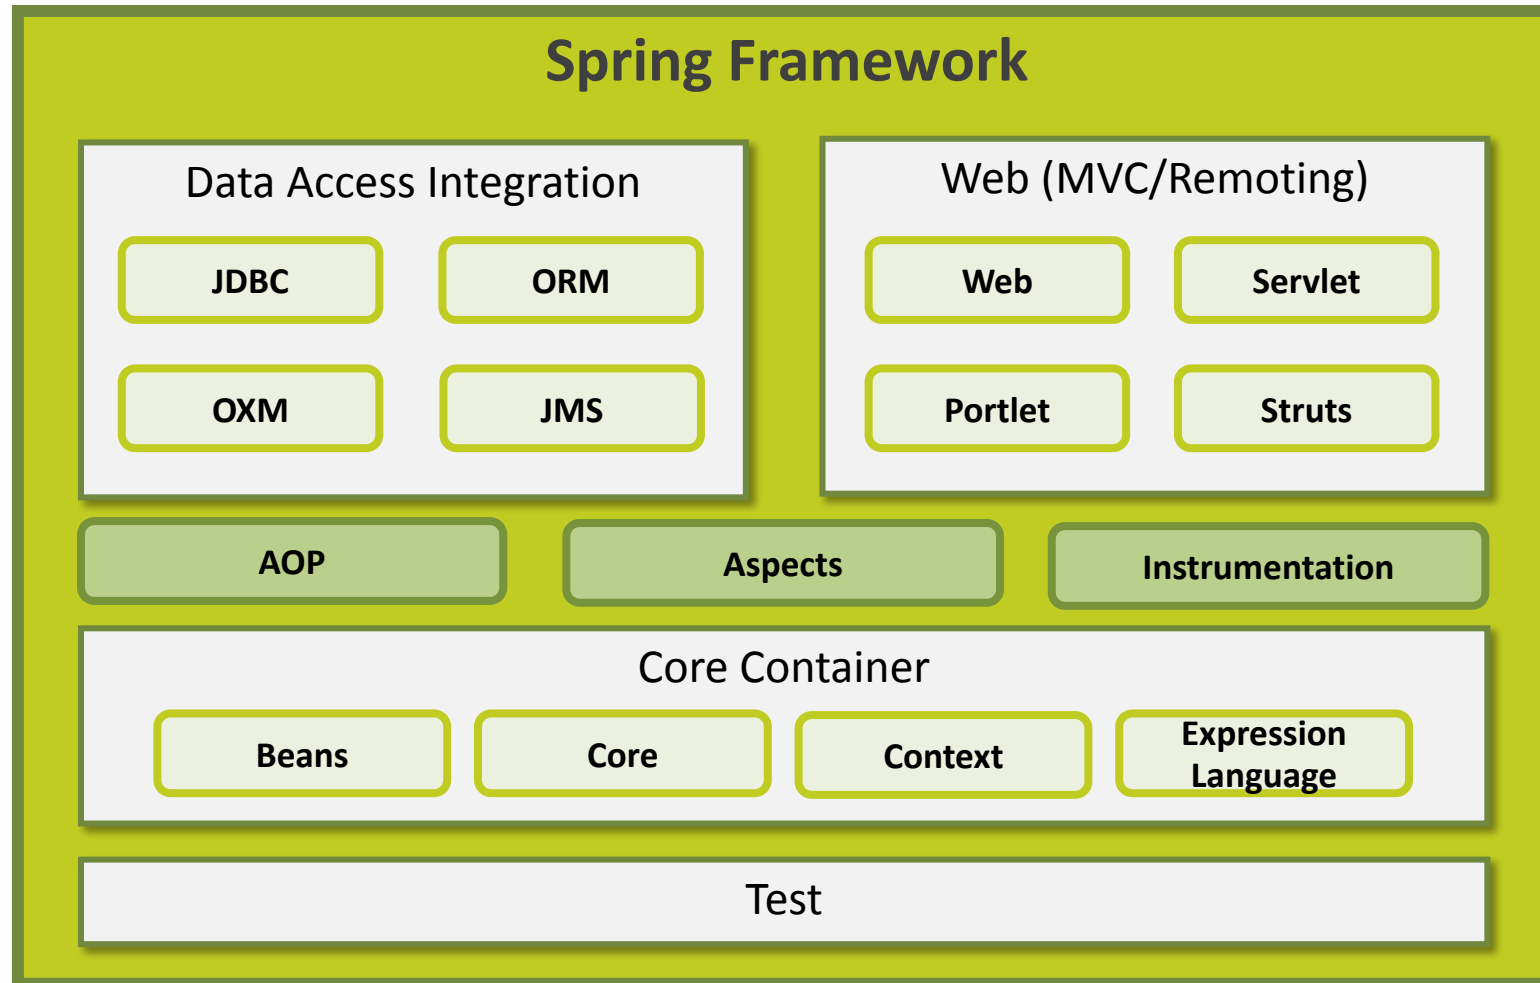 Spring Framework
Data Access Integration
JDBC
ORM
OXM
JMS
Web (MVC/Remoting)
Web
Servlet
Portlet
Struts
AOP
Aspects
Instrumentation
Core Container
Beans
Core
Context
Expression
Language
Test